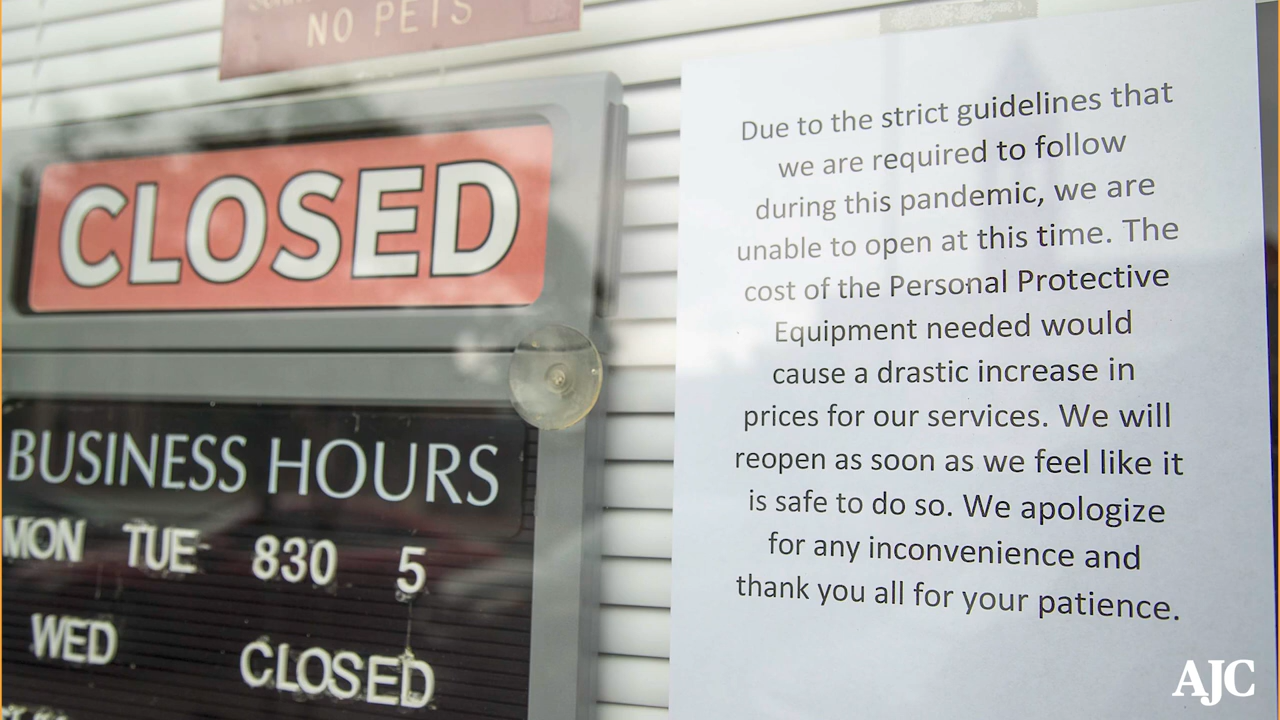 NO PETS
CLOSED
BUSINESS HOURS
MON TUE 830 5
WED CLOSED
Due to the strict guidelines that
we are required to follow
during this pandemic, we are
unable to open at this time. The
cost of the Personal Protective
Equipment needed would
cause a drastic increase in
prices for our services. We will
reopen as soon as we feel like it
is safe to do so. We apologize
for any inconvenience and
thank you all for your patience.
AJC